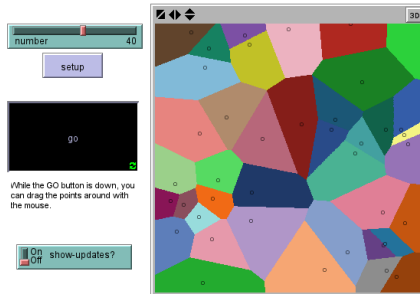 3D
number 40
setup
go
While the GO button is down, you
can drag the points around with
the mouse.
On
Off show-updates?